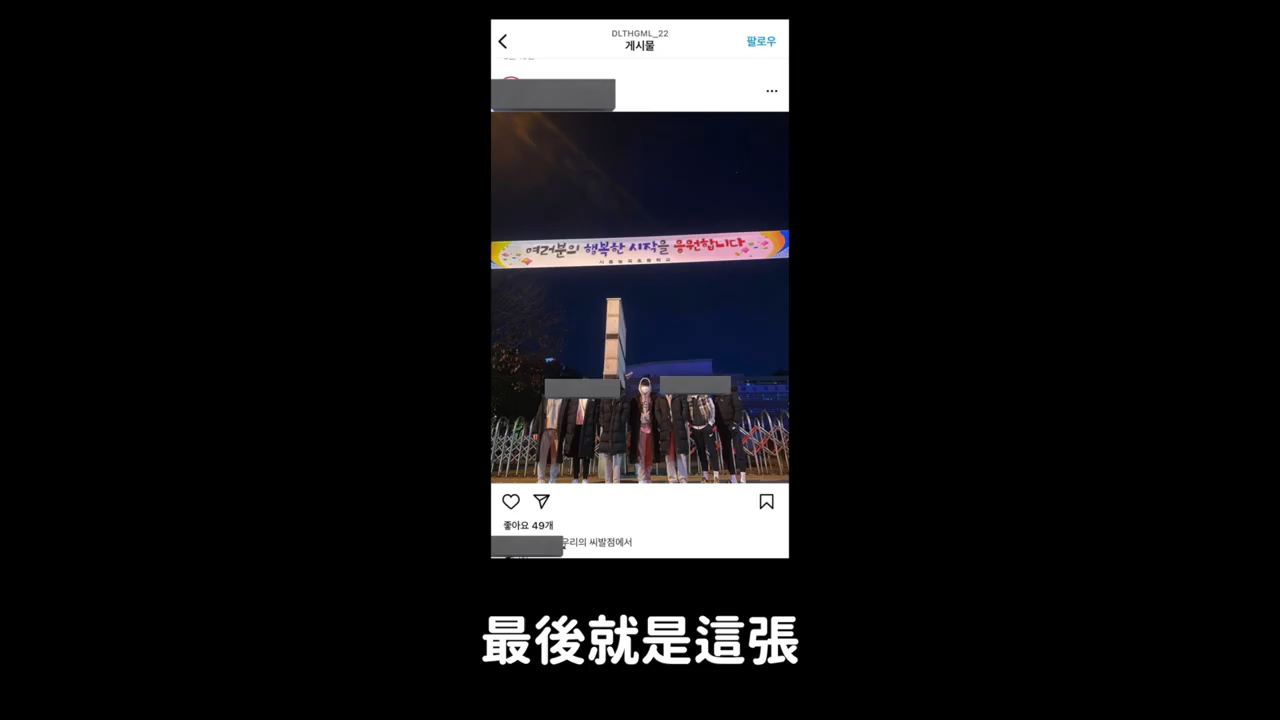 DLTHGML_22
게시물
팔로우
여러분의 행복한 시작을 응원합니다
좋아요 49개
우리의 씨발점에서
最後就是這張